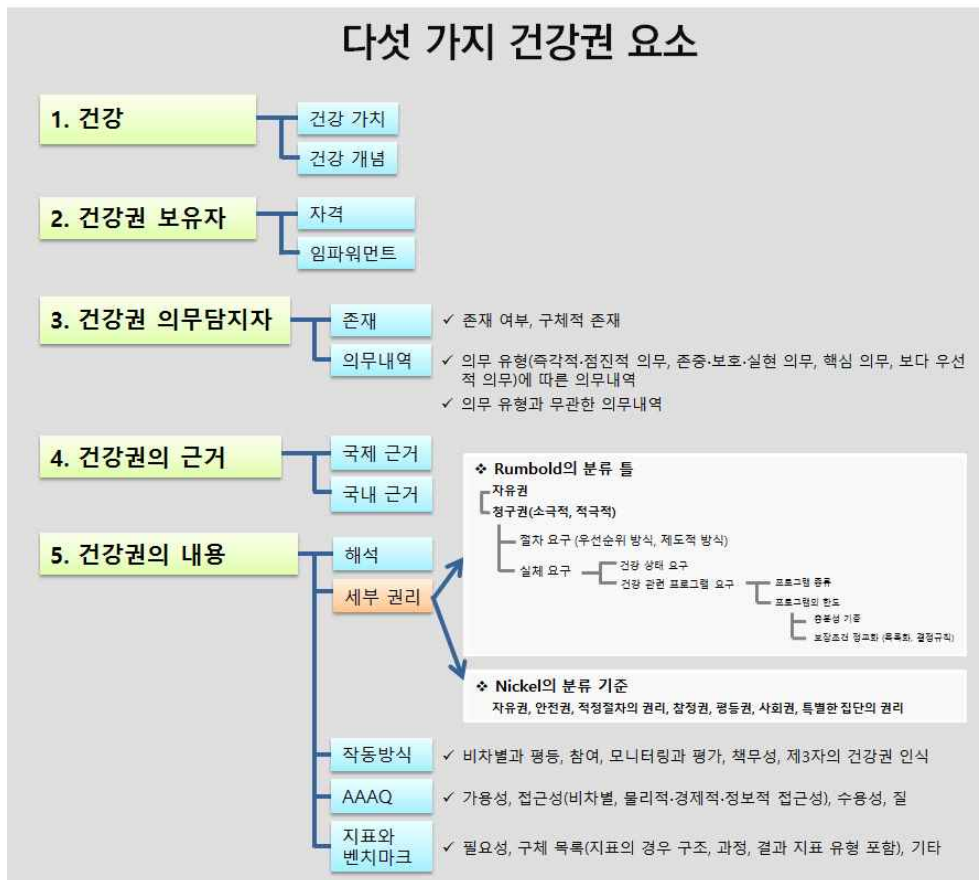 다섯 가지 건강권 요소
1. 건강
건강 가치
건강 개념
2. 건강권 보유자
자격
임파워먼트
3. 건강권 의무담지자
존재
✓ 존재 여부, 구체적 존재
의무내역
✓ 의무 유형(즉각적·점진적 의무, 존중·보호·실현 의무, 핵심 의무, 보다 우선
적 의무)에 따른 의무내역
✓ 의무 유형과 무관한 의무내역
4. 건강권의 근거
국제 근거
국내 근거
5. 건강권의 내용
해석
세부 권리
❖ Rumbold의 분류 틀
자유권
청구권(소극적, 적극적)
절차 요구 (우선순위 방식, 제도적 방식)
실체 요구
건강 상태 요구
건강 관련 프로그램 요구
프로그램 종류
프로그램의 한도
충분성 기준
보장조건 정교화 (목록화, 결정규칙)
❖ Nickel의 분류 기준
자유권, 안전권, 적정절차의 권리, 참정권, 평등권, 사회권, 특별한 집단의 권리
작동방식
✓ 비차별과 평등, 참여, 모니터링과 평가, 책무성, 제3자의 건강권 인식
AAAQ
✓ 가용성, 접근성(비차별, 물리적·경제적·정보적 접근성), 수용성, 질
지표와
벤치마크
✓ 필요성, 구체 목록(지표의 경우 구조, 과정, 결과 지표 유형 포함), 기타